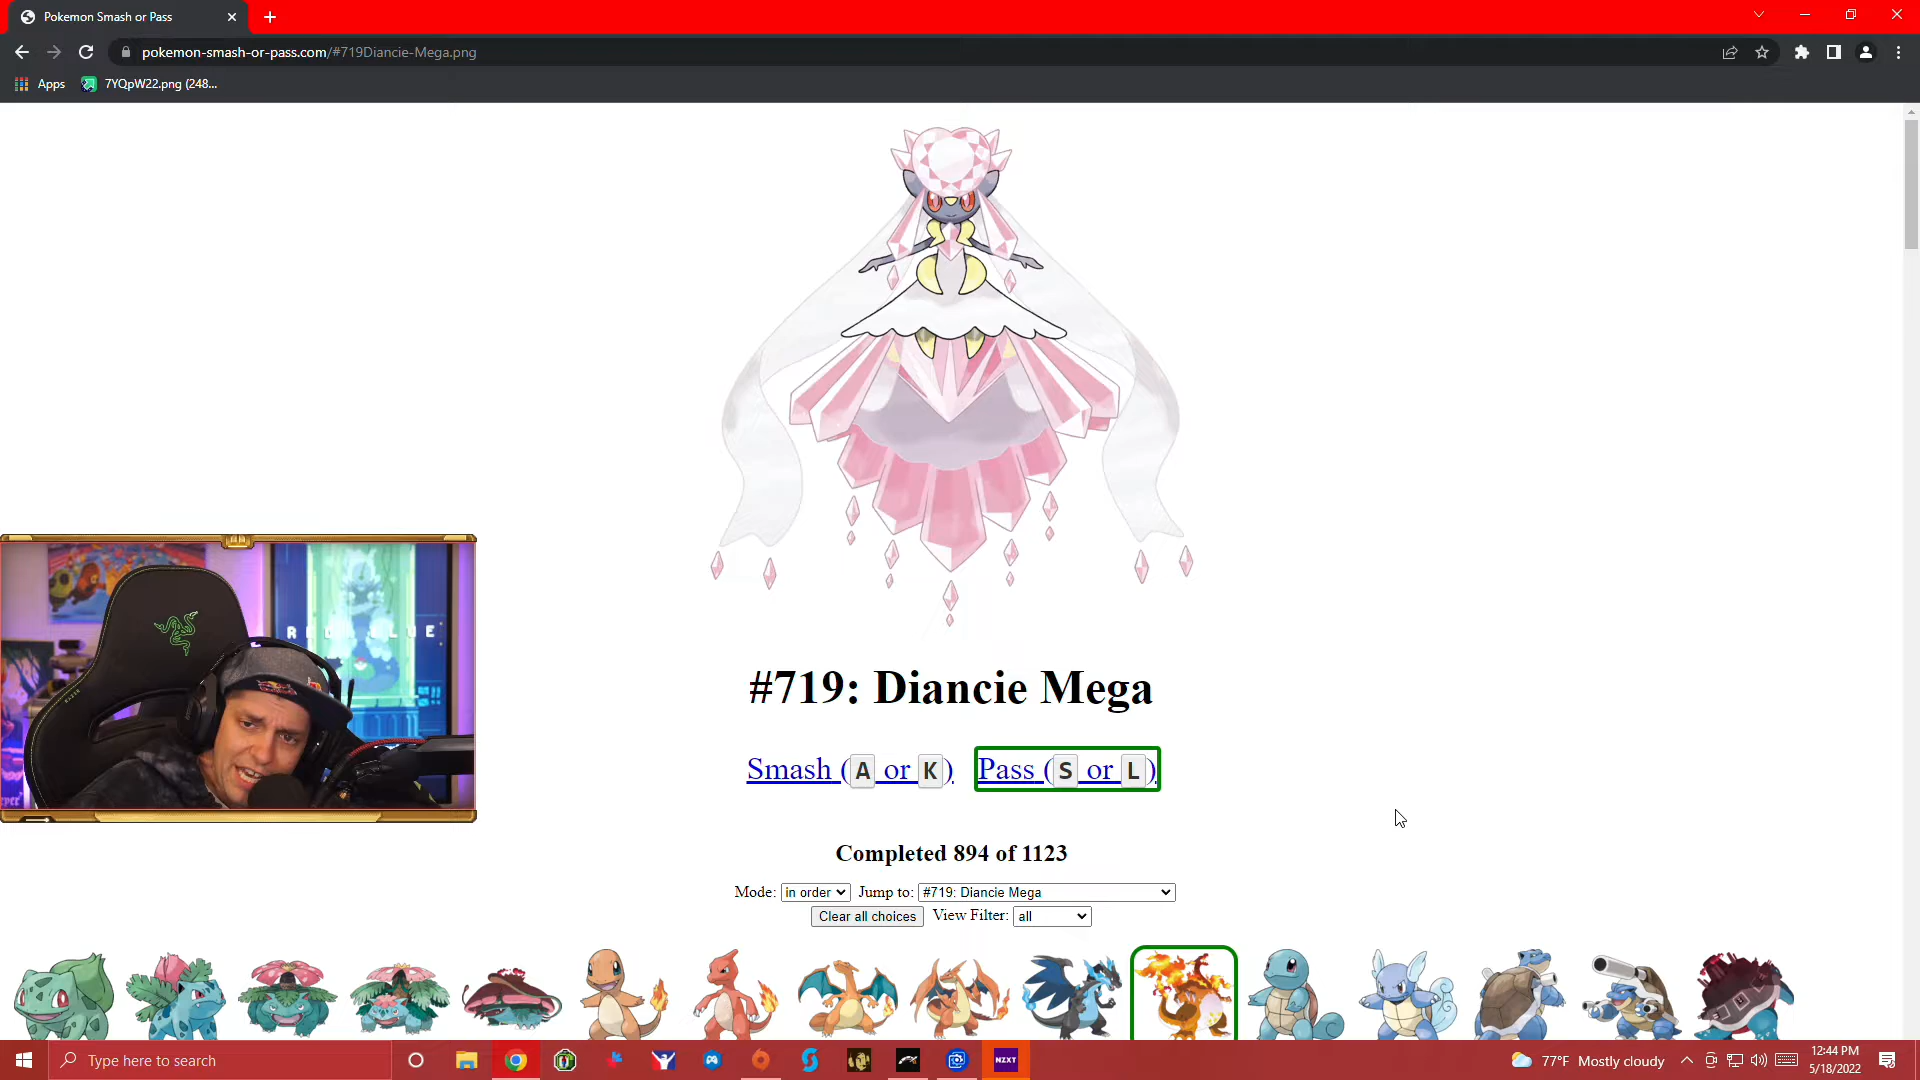 Pokemon Smash or Pass
pokemon-smash-or-pass.com/#719Diancie-Mega.png
Apps
7YQpW22.png (248...
#719: Diancie Mega
Smash (A or K)
Pass (S or L)
Completed 894 of 1123
Mode: in order Jump to: #719: Diancie Mega
Clear all choices View Filter: all
Type here to search
NZXT
77°F Mostly cloudy
12:44 PM
5/18/2022